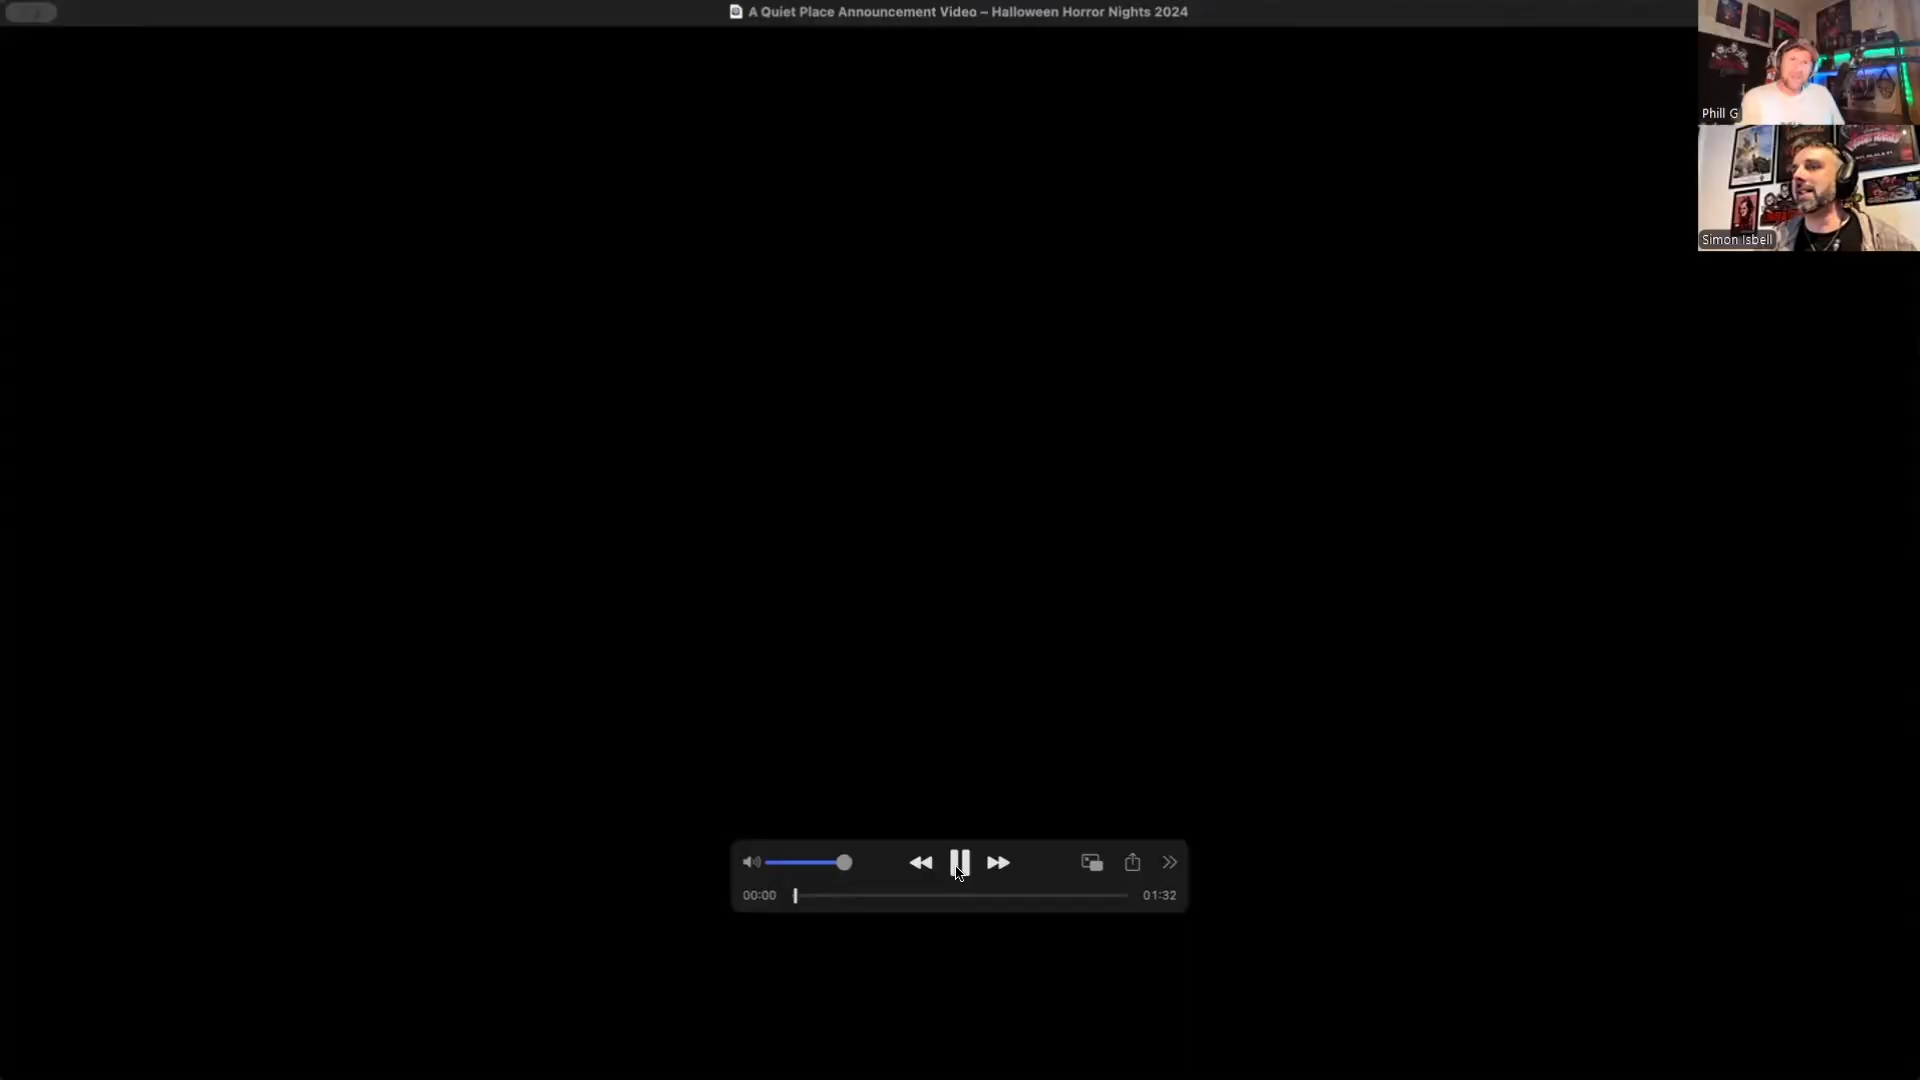 A Quiet Place Announcement Video – Halloween Horror Nights 2024
Phill G
Simon Isbell
00:00
01:32